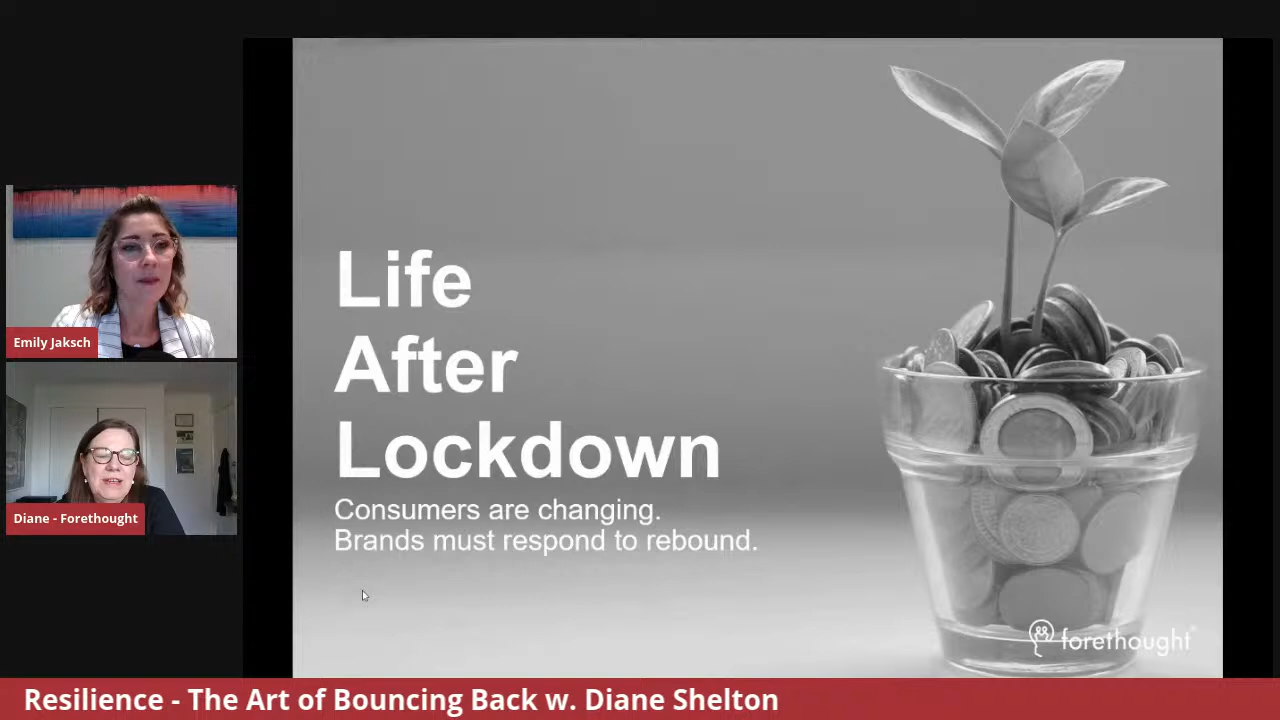 Life
After
Lockdown
Consumers are changing.
Brands must respond to rebound.
forethought
Emily Jaksch
Diane - Forethought
Resilience - The Art of Bouncing Back w. Diane Shelton